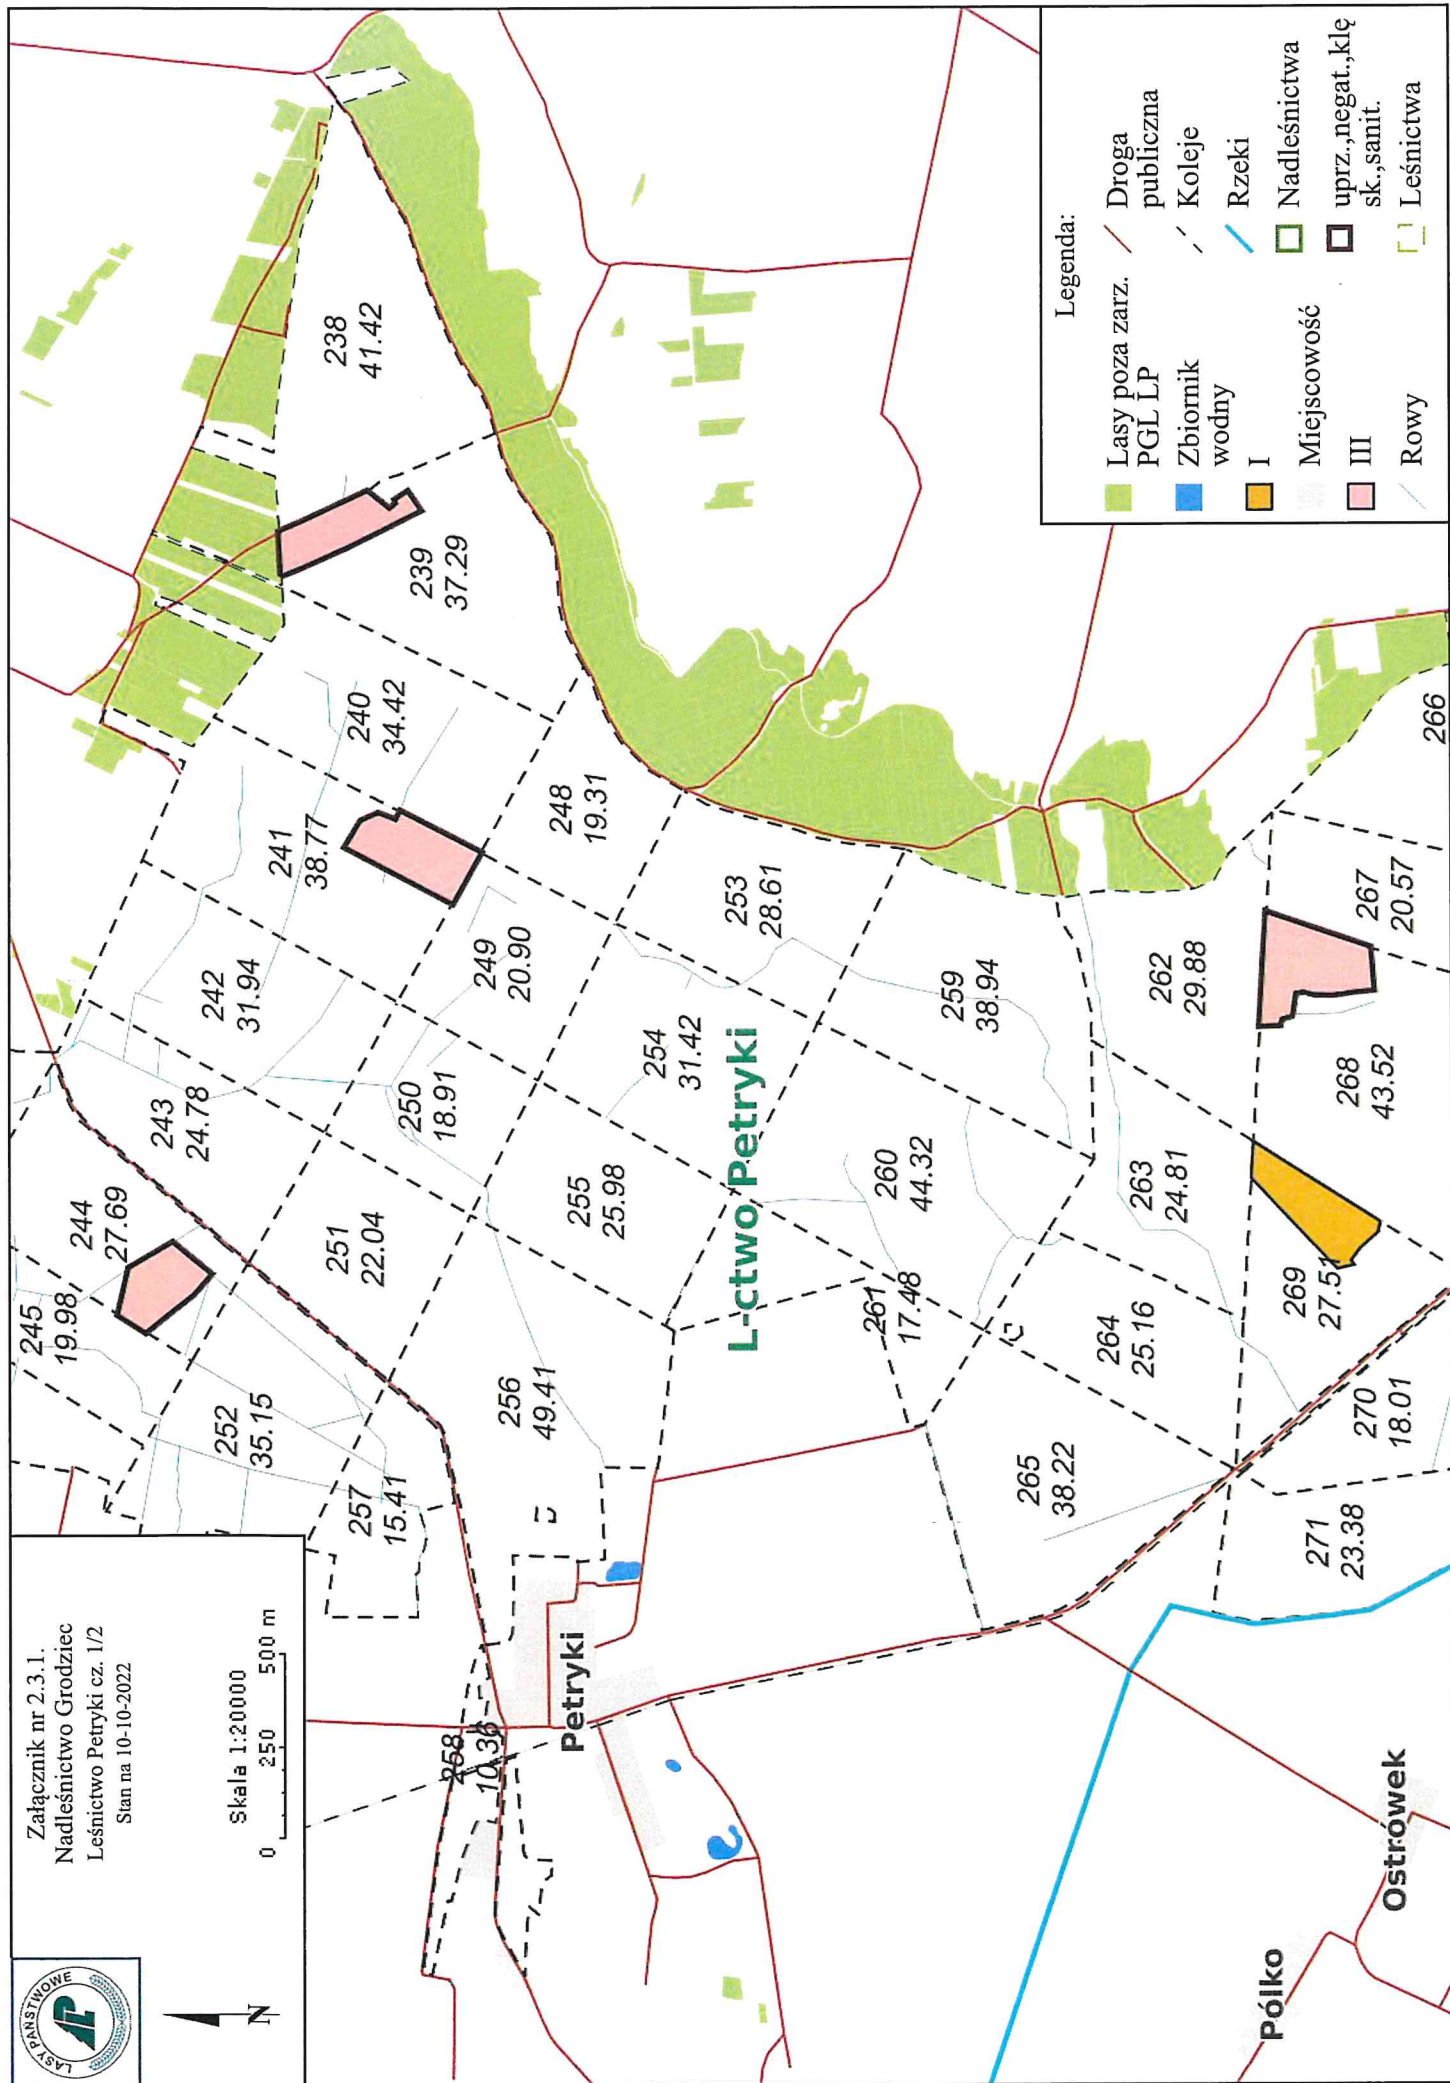 LASY PAŃSTWOWE
LP
N
Załącznik nr 2.3.1.
Nadleśnictwo Grodziec
Leśnictwo Petryki cz. 1/2
Stan na 10-10-2022
Skala 1:20000
0 250 500 m
245
19.98
244
27.69
243
24.78
242
31.94
241
38.77
240
34.42
239
37.29
238
41.42
252
35.15
251
22.04
257
15.41
250
18.91
249
20.90
248
19.31
258
10.36
256
49.41
255
25.98
254
31.42
253
28.61
Petryki
L-ctwo Petryki
261
17.48
260
44.32
259
38.94
265
38.22
264
25.16
263
24.81
262
29.88
271
23.38
270
18.01
269
27.51
268
43.52
267
20.57
266
Pólko
Ostrowek
Legenda:
Lasy poza zarz.
PGL LP
Zbiornik
wodny
I
Miejscowość
III
Rowy
Droga
publiczna
Koleje
Rzeki
Nadleśnictwa
uprz.,negat.,klę
sk.,sanit.
Leśnictwa